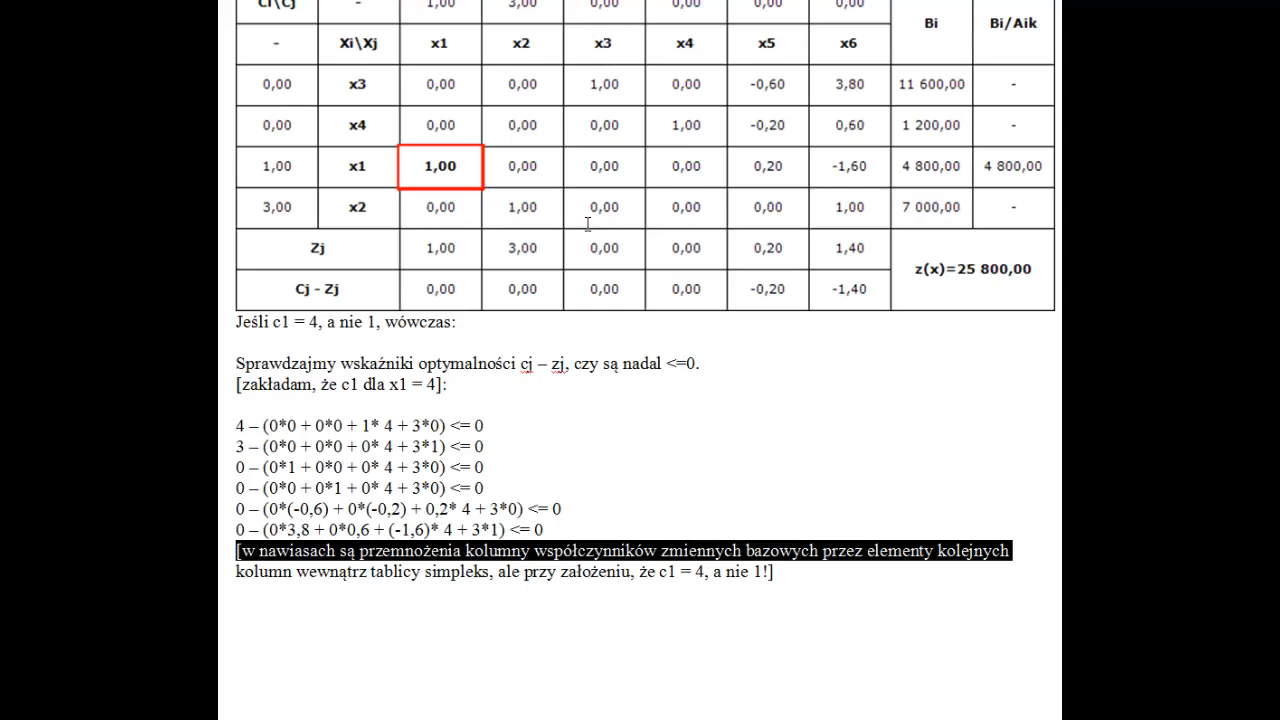 Ci\Cj - 1,00 3,00 0,00 0,00 0,00 0,00 Bi Bi/Aik
- Xi\Xj x1 x2 x3 x4 x5 x6
0,00 x3 0,00 0,00 1,00 0,00 -0,60 3,80 11 600,00 -
0,00 x4 0,00 0,00 0,00 1,00 -0,20 0,60 1 200,00 -
1,00 x1 1,00 0,00 0,00 0,00 0,20 -1,60 4 800,00 4 800,00
3,00 x2 0,00 1,00 0,00 0,00 0,00 1,00 7 000,00 -
Zj 1,00 3,00 0,00 0,00 0,20 1,40 z(x)=25 800,00
Cj - Zj 0,00 0,00 0,00 0,00 -0,20 -1,40
Jeśli c1 = 4, a nie 1, wówczas:
Sprawdzajmy wskaźniki optymalności cj – zj, czy są nadal <=0.
[zakładam, że c1 dla x1 = 4]:
4 – (0*0 + 0*0 + 1* 4 + 3*0) <= 0
3 – (0*0 + 0*0 + 0* 4 + 3*1) <= 0
0 – (0*1 + 0*0 + 0* 4 + 3*0) <= 0
0 – (0*0 + 0*1 + 0* 4 + 3*0) <= 0
0 – (0*(-0,6) + 0*(-0,2) + 0,2* 4 + 3*0) <= 0
0 – (0*3,8 + 0*0,6 + (-1,6)* 4 + 3*1) <= 0
[w nawiasach są przemnożenia kolumny współczynników zmiennych bazowych przez elementy kolejnych
kolumn wewnątrz tablicy simpleks, ale przy założeniu, że c1 = 4, a nie 1!]